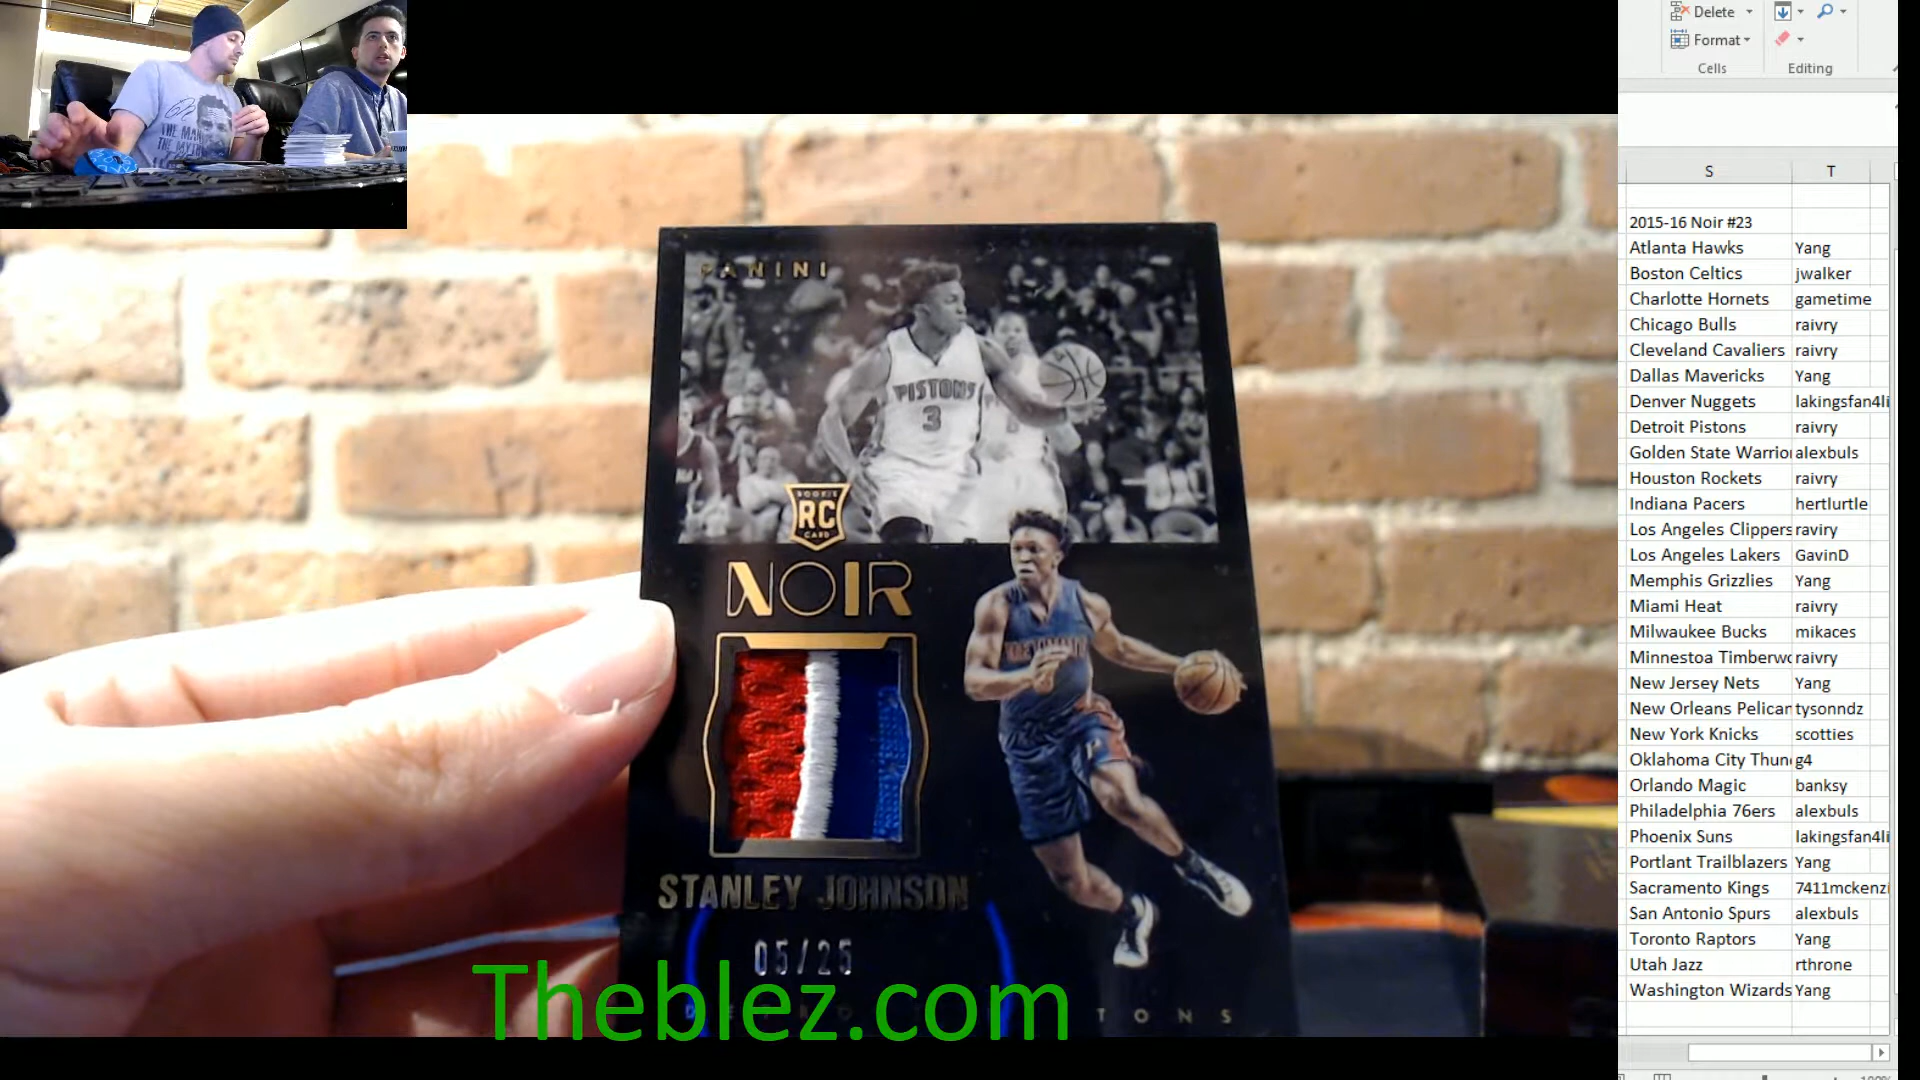 THE MAN
THE MYTH
PANINI
PISTONS
3
ROOKIE
RC
CARD
NOIR
STANLEY JOHNSON
05/25
Theblez.com
Delete
Format
Cells
Editing
S T
2015-16 Noir #23
Atlanta Hawks Yang
Boston Celtics jwalker
Charlotte Hornets gametime
Chicago Bulls raivry
Cleveland Cavaliers raivry
Dallas Mavericks Yang
Denver Nuggets lakingsfan4li
Detroit Pistons raivry
Golden State Warrio alexbuls
Houston Rockets raivry
Indiana Pacers hertlurtle
Los Angeles Clippers raviry
Los Angeles Lakers GavinD
Memphis Grizzlies Yang
Miami Heat raivry
Milwaukee Bucks mikaces
Minnestoa Timberwo raivry
New Jersey Nets Yang
New Orleans Pelican tysonndz
New York Knicks scotties
Oklahoma City Thun g4
Orlando Magic banksy
Philadelphia 76ers alexbuls
Phoenix Suns lakingsfan4li
Portlant Trailblazers Yang
Sacramento Kings 7411mckenzi
San Antonio Spurs alexbuls
Toronto Raptors Yang
Utah Jazz rthrone
Washington Wizards Yang